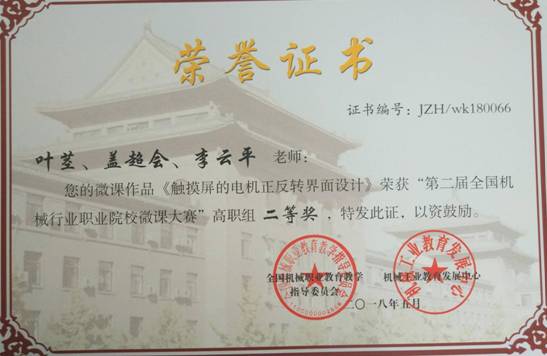 荣誉证书
证书编号：JZH/wk180066
叶茎、盖超会、李云平 老师：
您的微课作品《触摸屏的电机正反转界面设计》荣获“第二届全国机
械行业职业院校微课大赛”高职组 二等奖 ，特发此证，以资鼓励。
全国机械职业教育教学 机械工业教育发展中心
指导委员会
二〇一八年五月